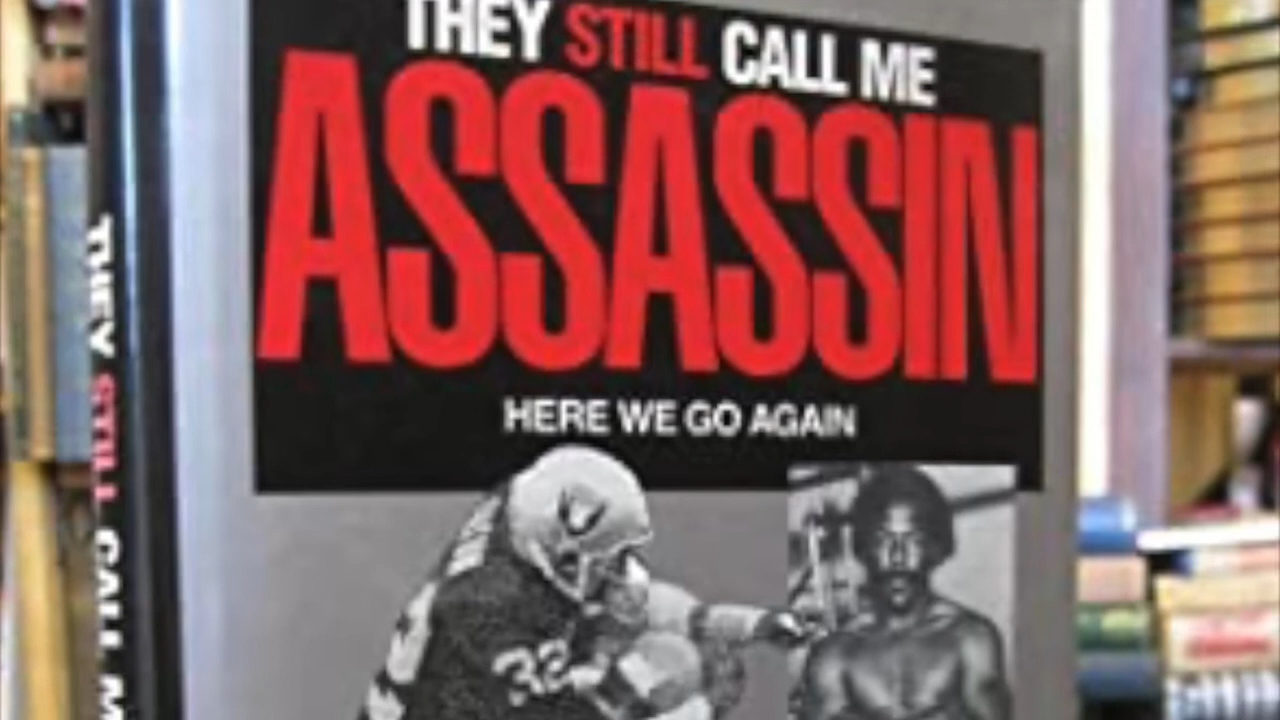 THEY STILL CALL ME
ASSASSIN
HERE WE GO AGAIN
32
THEY STILL CALL M